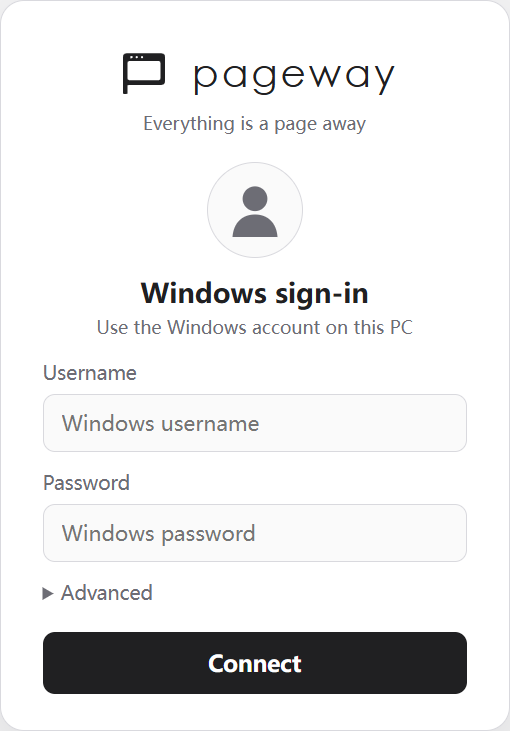 pageway
Everything is a page away
Windows sign-in
Use the Windows account on this PC
Username
Windows username
Password
Windows password
Advanced
Connect